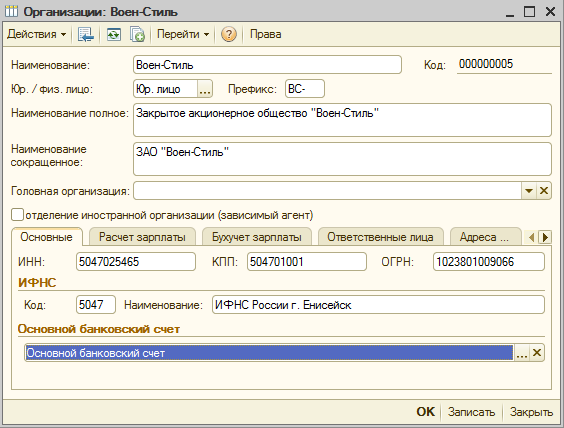 Организации: Воен-Стиль
Действия Перейти ? Права
Наименование: Воен-Стиль Код: 000000005
Юр. / физ. лицо: Юр. лицо ... Префикс: ВС-
Наименование полное: Закрытое акционерное общество "Воен-Стиль"
Наименование сокращенное: ЗАО "Воен-Стиль"
Головная организация:
отделение иностранной организации (зависимый агент)
Основные Расчет зарплаты Бухучет зарплаты Ответственные лица Адреса ...
ИНН: 5047025465 КПП: 504701001 ОГРН: 1023801009066
ИФНС
Код: 5047 Наименование: ИФНС России г. Енисейск
Основной банковский счет
Основной банковский счет ...
OK Записать Закрыть